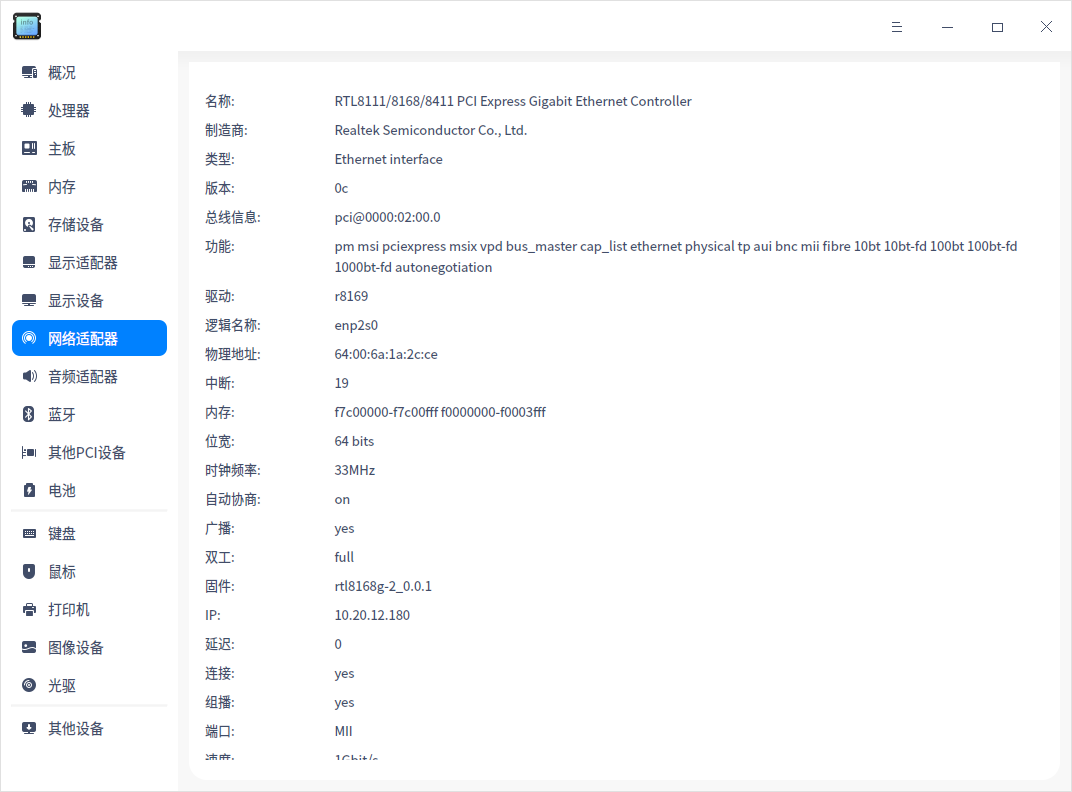 info
概况
处理器
主板
内存
存储设备
显示适配器
显示设备
网络适配器
音频适配器
蓝牙
其他PCI设备
电池
键盘
鼠标
打印机
图像设备
光驱
其他设备
名称: RTL8111/8168/8411 PCI Express Gigabit Ethernet Controller
制造商: Realtek Semiconductor Co., Ltd.
类型: Ethernet interface
版本: 0c
总线信息: pci@0000:02:00.0
功能: pm msi pciexpress msix vpd bus_master cap_list ethernet physical tp aui bnc mii fibre 10bt 10bt-fd 100bt 100bt-fd
1000bt-fd autonegotiation
驱动: r8169
逻辑名称: enp2s0
物理地址: 64:00:6a:1a:2c:ce
中断: 19
内存: f7c00000-f7c00fff f0000000-f0003fff
位宽: 64 bits
时钟频率: 33MHz
自动协商: on
广播: yes
双工: full
固件: rtl8168g-2_0.0.1
IP: 10.20.12.180
延迟: 0
连接: yes
组播: yes
端口: MII
速度: 1Gbit/s